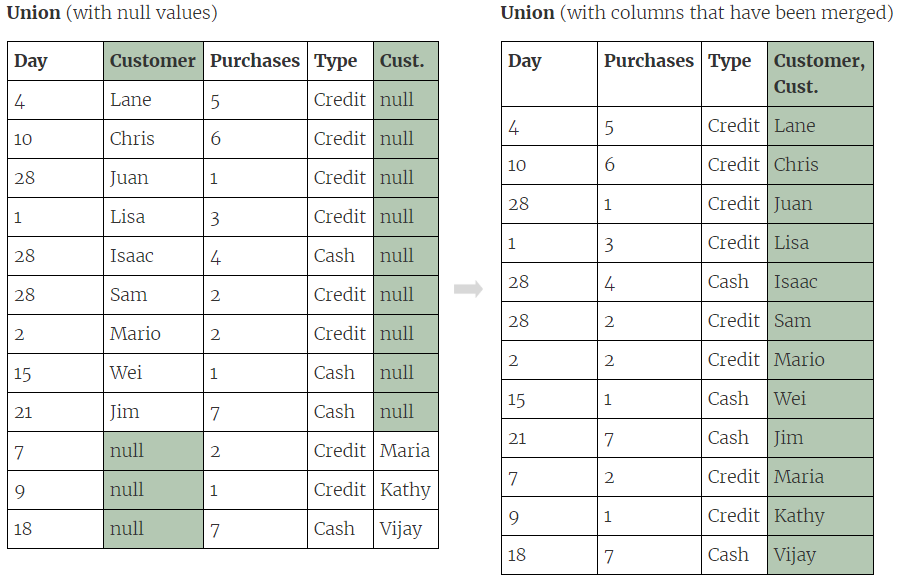 Union (with null values)
Day Customer Purchases Type Cust.
4 Lane 5 Credit null
10 Chris 6 Credit null
28 Juan 1 Credit null
1 Lisa 3 Credit null
28 Isaac 4 Cash null
28 Sam 2 Credit null
2 Mario 2 Credit null
15 Wei 1 Cash null
21 Jim 7 Cash null
7 null 2 Credit Maria
9 null 1 Credit Kathy
18 null 7 Cash Vijay
Union (with columns that have been merged)
Day Purchases Type Customer,
Cust.
4 5 Credit Lane
10 6 Credit Chris
28 1 Credit Juan
1 3 Credit Lisa
28 4 Cash Isaac
28 2 Credit Sam
2 2 Credit Mario
15 1 Cash Wei
21 7 Cash Jim
7 2 Credit Maria
9 1 Credit Kathy
18 7 Cash Vijay